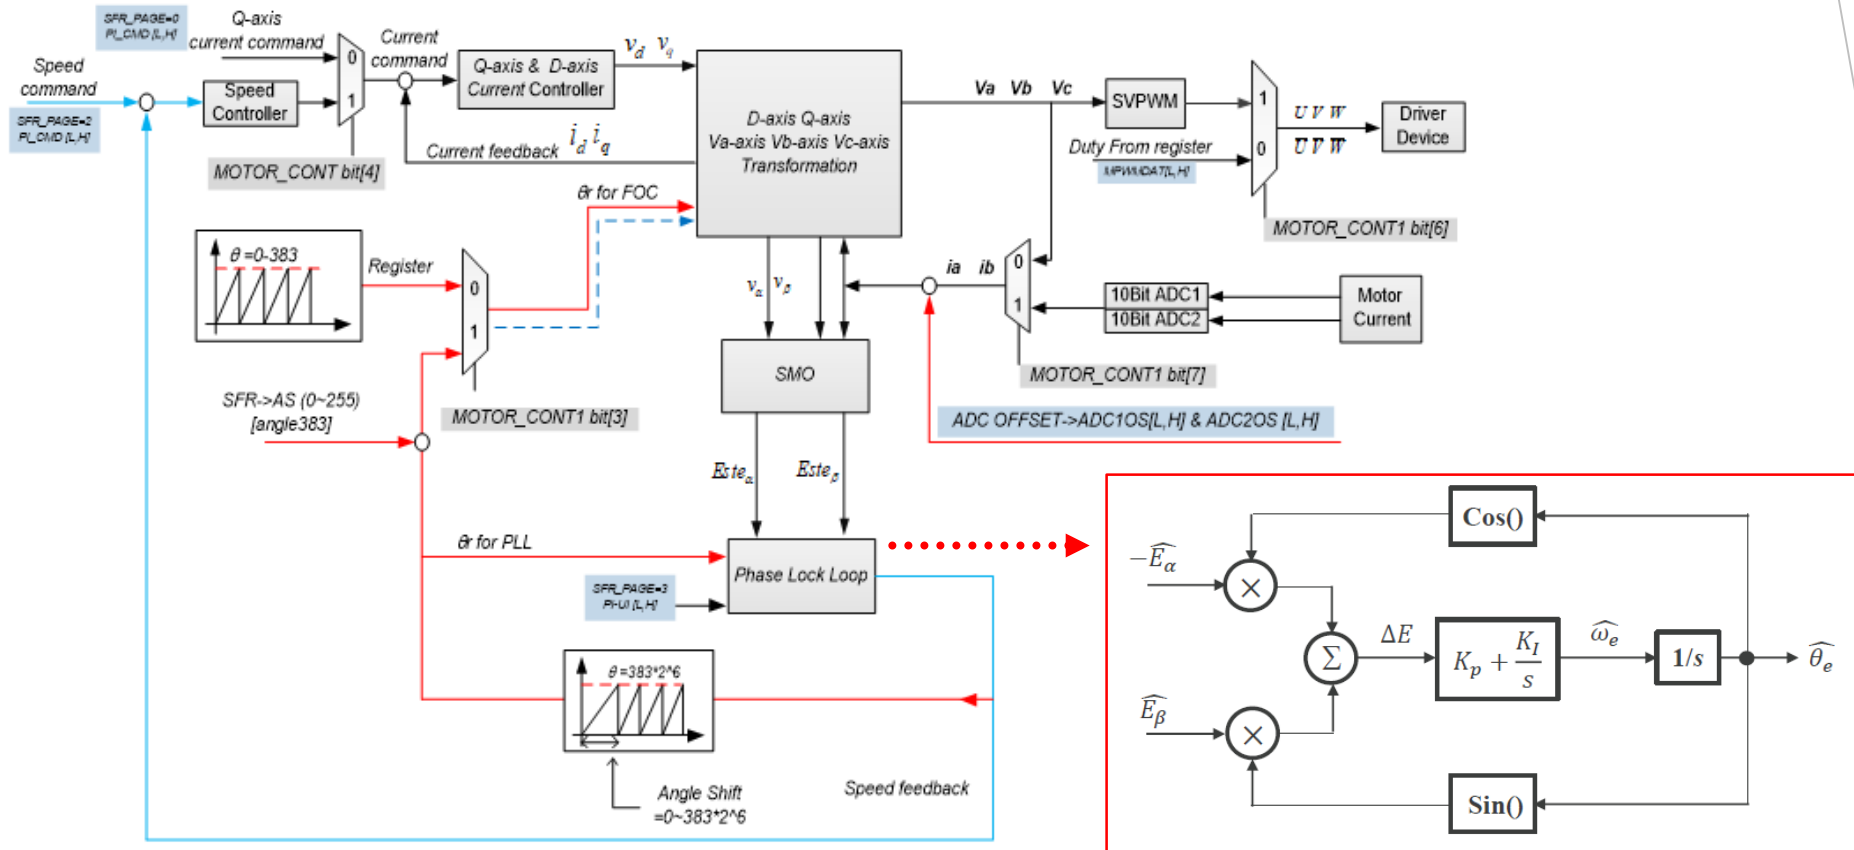 SFR_PAGE=0
PI_CMD [L,H]
Q-axis
current command
Speed
command
SFR_PAGE=2
PI_CMD [L,H]
Speed
Controller
0
1
MOTOR_CONT bit[4]
Current
command
Q-axis & D-axis
Current Controller
v_d v_q
Current feedback i_d i_q
D-axis Q-axis
Va-axis Vb-axis Vc-axis
Transformation
Va Vb Vc
SVPWM
Duty From register
MPWMDAT[L,H]
1
0
U V W
U̅ V̅ W̅
Driver
Device
MOTOR_CONT1 bit[6]
θr for FOC
θ =0-383
Register
0
1
MOTOR_CONT1 bit[3]
SFR->AS (0~255)
[angle383]
v_α v_β
ia ib
0
1
10Bit ADC1
10Bit ADC2
Motor
Current
MOTOR_CONT1 bit[7]
ADC OFFSET->ADC1OS[L,H] & ADC2OS [L,H]
SMO
Este_α Este_β
θr for PLL
Phase Lock Loop
SFR_PAGE=3
PI-UI [L,H]
θ =383*2^6
Angle Shift
=0~383*2^6
Speed feedback
Cos()
−Ê_α
×
Σ
ΔE
K_p + K_I/s
ω̂_e
1/s
θ̂_e
Ê_β
×
Sin()